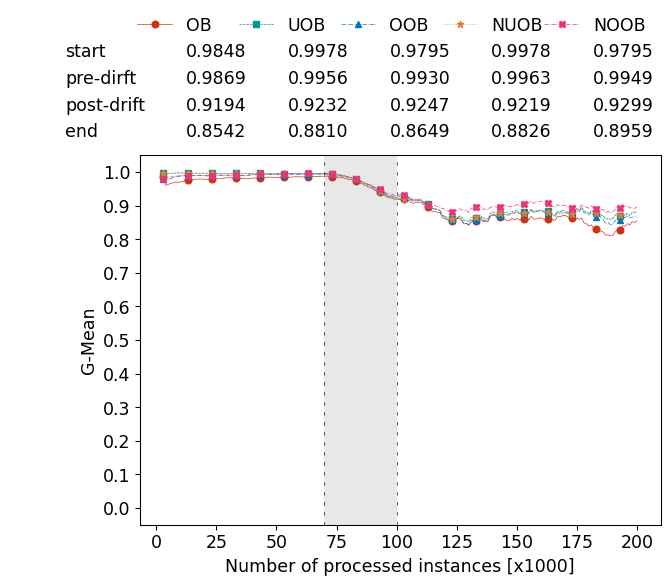 OB UOB OOB NUOB NOOB
start 0.9848 0.9978 0.9795 0.9978 0.9795
pre-dirft 0.9869 0.9956 0.9930 0.9963 0.9949
post-drift 0.9194 0.9232 0.9247 0.9219 0.9299
end 0.8542 0.8810 0.8649 0.8826 0.8959
1.0
0.9
0.8
0.7
0.6
0.5
0.4
0.3
0.2
0.1
0.0
G-Mean
0 25 50 75 100 125 150 175 200
Number of processed instances [x1000]